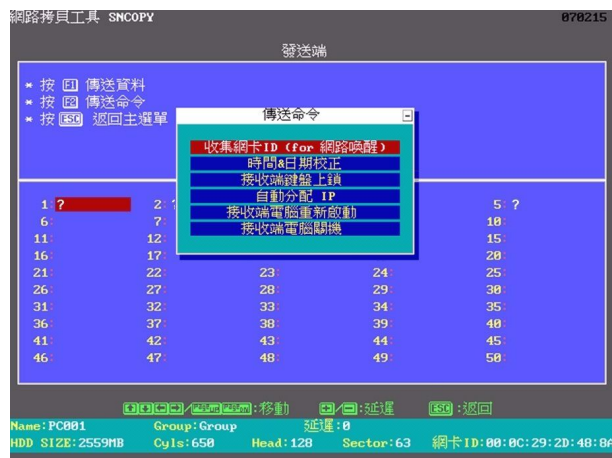 網路拷貝工具 SNCOPY 070215
發送端
* 按 F1 傳送資料
* 按 F2 傳送命令
* 按 ESC 返回主選單
傳送命令
收集網卡ID (for 網路喚醒)
時間&日期校正
接收端鍵盤上鎖
自動分配 IP
接收端電腦重新啟動
接收端電腦關機
1: ? 2: ? 5: ?
6: 7: 10:
11: 12: 15:
16: 17: 20:
21: 22: 23: 24: 25:
26: 27: 28: 29: 30:
31: 32: 33: 34: 35:
36: 37: 38: 39: 40:
41: 42: 43: 44: 45:
46: 47: 48: 49: 50:
:移動 +/-:延遲 ESC :返回
Name:PC001 Group:Group 延遲:0
HDD SIZE:2559MB Cyls:650 Head:128 Sector:63 網卡ID:00:0C:29:2D:48:8A